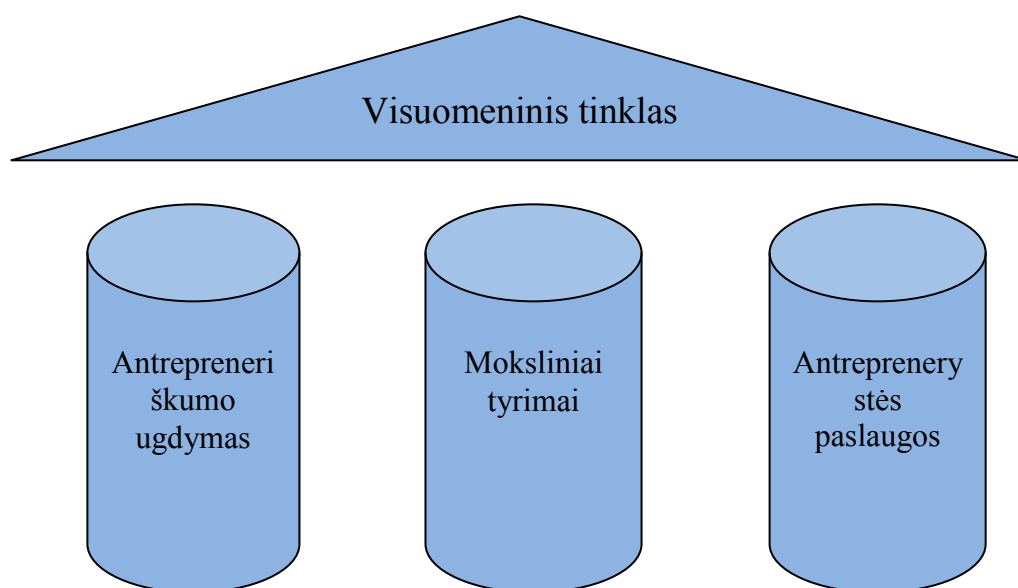 Visuomeninis tinklas
Antrepreneri
škumo
ugdymas
Moksliniai
tyrimai
Antreprenery
stės
paslaugos